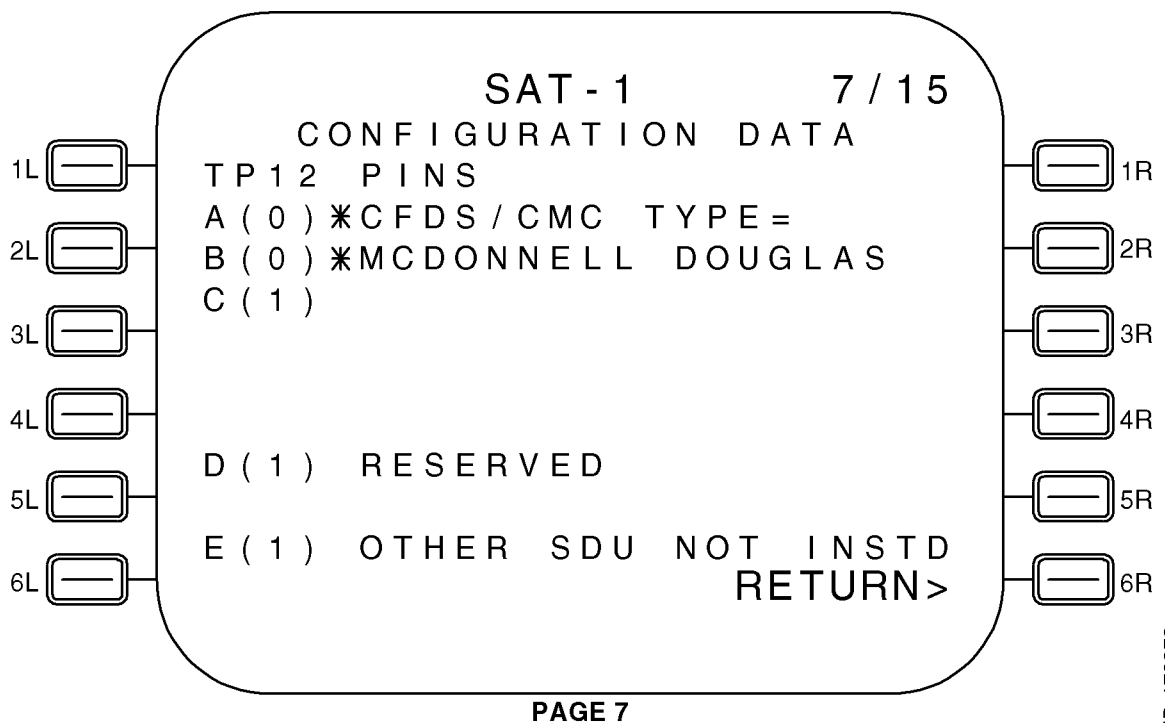 SAT-1 7/15
CONFIGURATION DATA
1L 1R
TP12 PINS
A(0)*CFDS/CMC TYPE=
2L 2R
B(0)*MCDONNELL DOUGLAS
C(1)
3L 3R
4L 4R
D(1) RESERVED
5L 5R
E(1) OTHER SDU NOT INSTD
6L 6R
RETURN>
PAGE 7